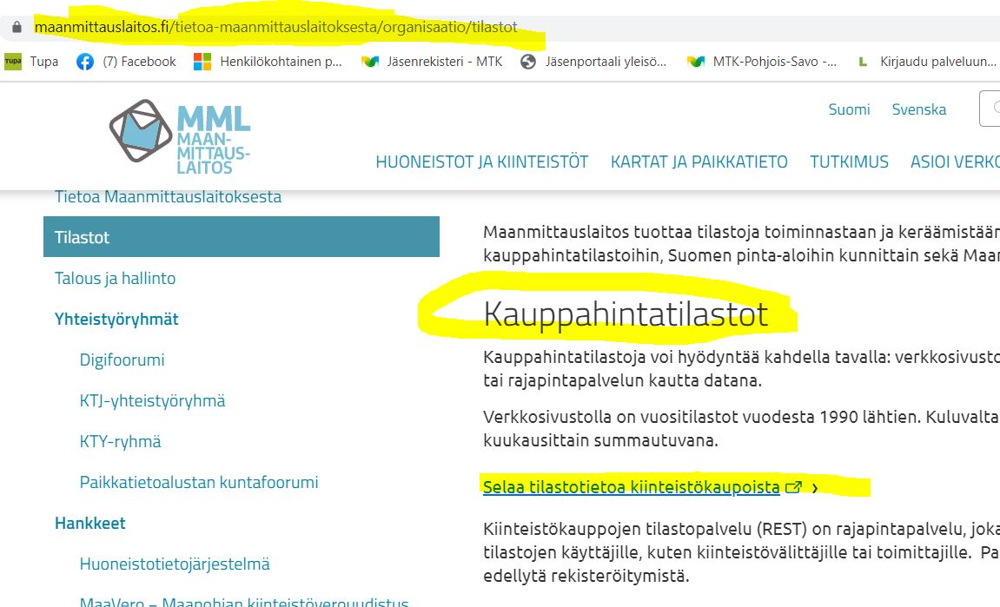 maanmittauslaitos.fi/tietoa-maanmittauslaitoksesta/organisaatio/tilastot
TUPA Tupa (7) Facebook Henkilökohtainen p... Jäsenrekisteri - MTK Jäsenportaali yleisö... MTK-Pohjois-Savo -... L Kirjaudu palveluun...
MML
MAAN-
MITTAUS-
LAITOS
Suomi Svenska
HUONEISTOT JA KIINTEISTÖT KARTAT JA PAIKKATIETO TUTKIMUS ASIOI VERKO
Tietoa Maanmittauslaitoksesta
Tilastot
Talous ja hallinto
Yhteistyöryhmät
Digifoorumi
KTJ-yhteistyöryhmä
KTY-ryhmä
Paikkatietoalustan kuntafoorumi
Hankkeet
Huoneistotietojärjestelmä
MaaVero – Maapohjan kiinteistöverouudistus
Maanmittauslaitos tuottaa tilastoja toiminnastaan ja keräämistään
kauppahintatilastoihin, Suomen pinta-aloihin kunnittain sekä Maan
Kauppahintatilastot
Kauppahintatilastoja voi hyödyntää kahdella tavalla: verkkosivusto
tai rajapintapalvelun kautta datana.
Verkkosivustolla on vuositilastot vuodesta 1990 lähtien. Kuluvalta
kuukausittain summautuvana.
Selaa tilastotietoa kiinteistökaupoista ›
Kiinteistökauppojen tilastopalvelu (REST) on rajapintapalvelu, joka
tilastojen käyttäjille, kuten kiinteistövälittäjille tai toimittajille. Pa
edellytä rekisteröitymistä.